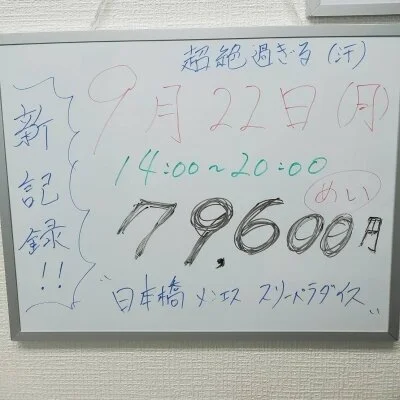 超絶過ぎる(汗)
新記録!!
9月22日(月)
14:00~20:00
めい
79,600円
"日本橋 メンエス スリードラダイス"